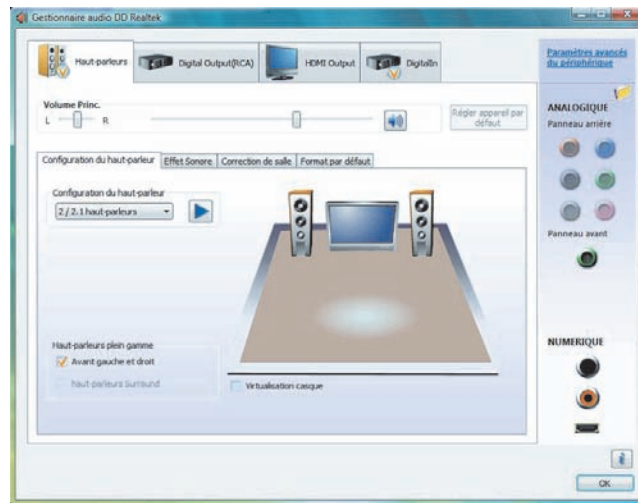 Gestionnaire audio DD Realtek
Haut-parleurs
Digital Output(RCA)
HDMI Output
DigitalIn
Paramètres avancés
du périphérique
Volume Princ.
L
R
Régler appareil par
défaut
ANALOGIQUE
Panneau arrière
Configuration du haut-parleur
Effet Sonore
Correction de salle
Format par défaut
Configuration du haut-parleur
2 / 2.1 haut-parleurs
Panneau avant
Haut-parleurs plein gamme
Avant gauche et droit
haut-parleurs Surround
Virtualisation casque
NUMERIQUE
i
OK